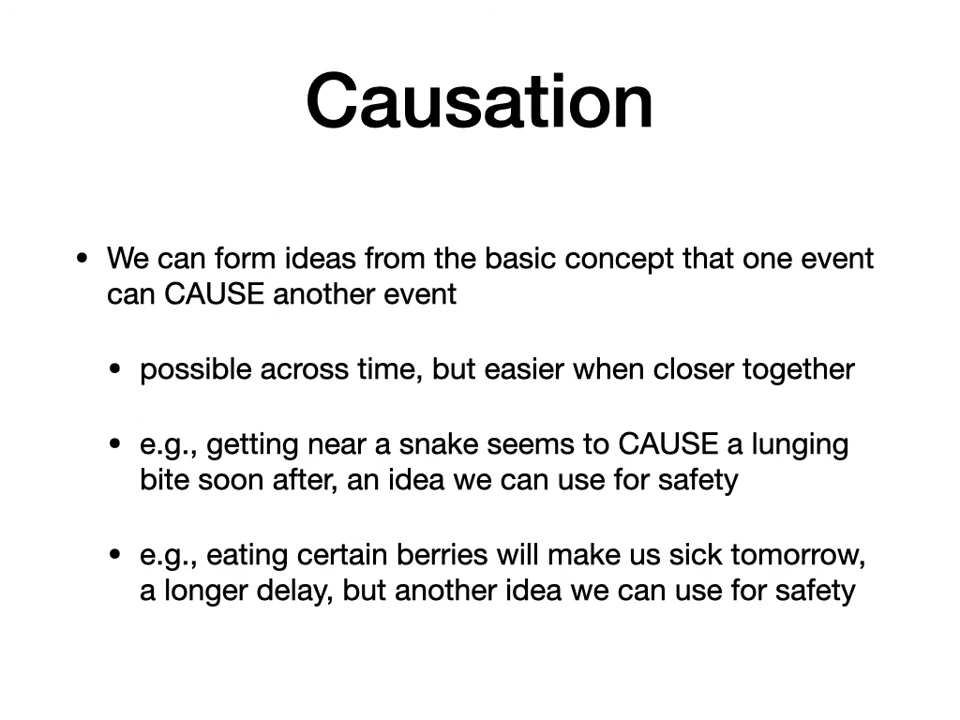 Causation
• We can form ideas from the basic concept that one event
can CAUSE another event
• possible across time, but easier when closer together
• e.g., getting near a snake seems to CAUSE a lunging
bite soon after, an idea we can use for safety
• e.g., eating certain berries will make us sick tomorrow,
a longer delay, but another idea we can use for safety